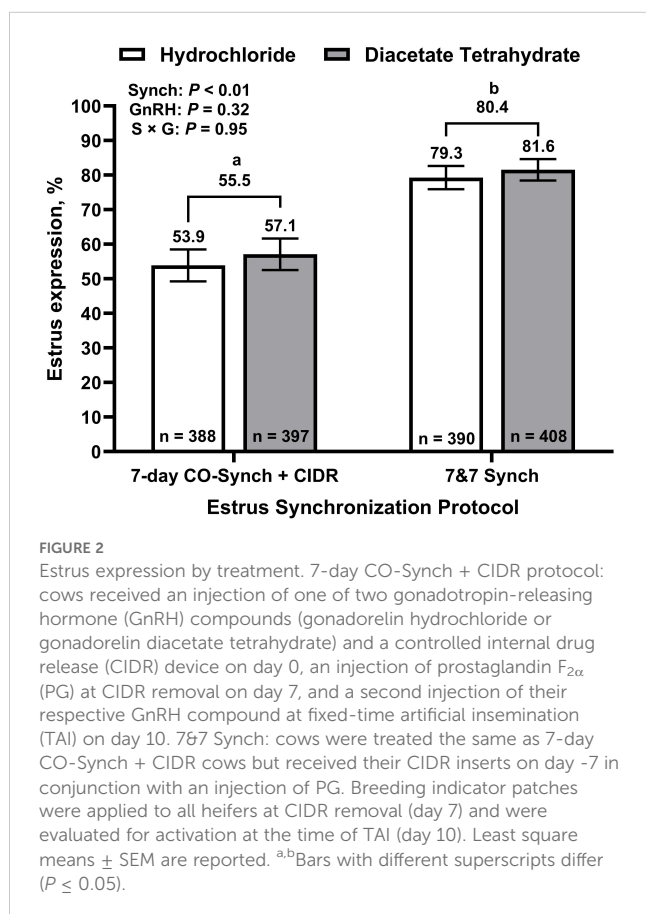 Hydrochloride Diacetate Tetrahydrate
Synch: P < 0.01
GnRH: P = 0.32
S × G: P = 0.95
b
80.4
79.3 81.6
a
55.5
53.9 57.1
100
90
80
70
60
50
40
30
20
10
0
Estrus expression, %
n = 388 n = 397 n = 390 n = 408
7-day CO-Synch + CIDR 7&7 Synch
Estrus Synchronization Protocol
FIGURE 2
Estrus expression by treatment. 7-day CO-Synch + CIDR protocol:
cows received an injection of one of two gonadotropin-releasing
hormone (GnRH) compounds (gonadorelin hydrochloride or
gonadorelin diacetate tetrahydrate) and a controlled internal drug
release (CIDR) device on day 0, an injection of prostaglandin F2α
(PG) at CIDR removal on day 7, and a second injection of their
respective GnRH compound at fixed-time artificial insemination
(TAI) on day 10. 7&7 Synch: cows were treated the same as 7-day
CO-Synch + CIDR cows but received their CIDR inserts on day -7 in
conjunction with an injection of PG. Breeding indicator patches
were applied to all heifers at CIDR removal (day 7) and were
evaluated for activation at the time of TAI (day 10). Least square
means ± SEM are reported. a,bBars with different superscripts differ
(P ≤ 0.05).